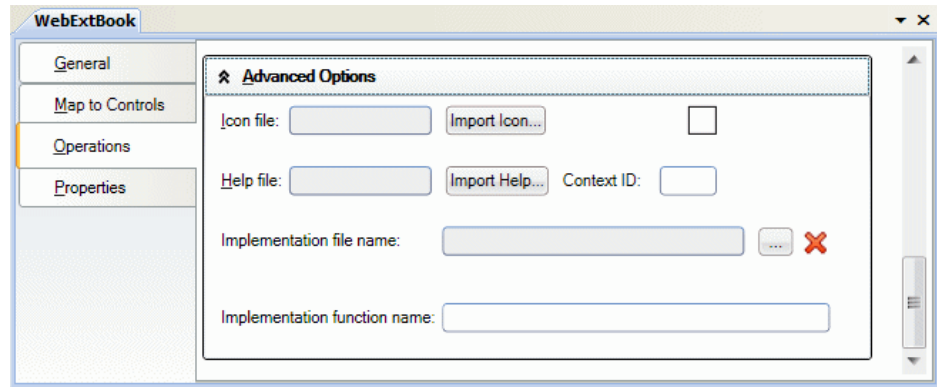 WebExtBook
General
Map to Controls
Operations
Properties
Advanced Options
Icon file: Import Icon...
Help file: Import Help... Context ID:
Implementation file name: ...
Implementation function name: